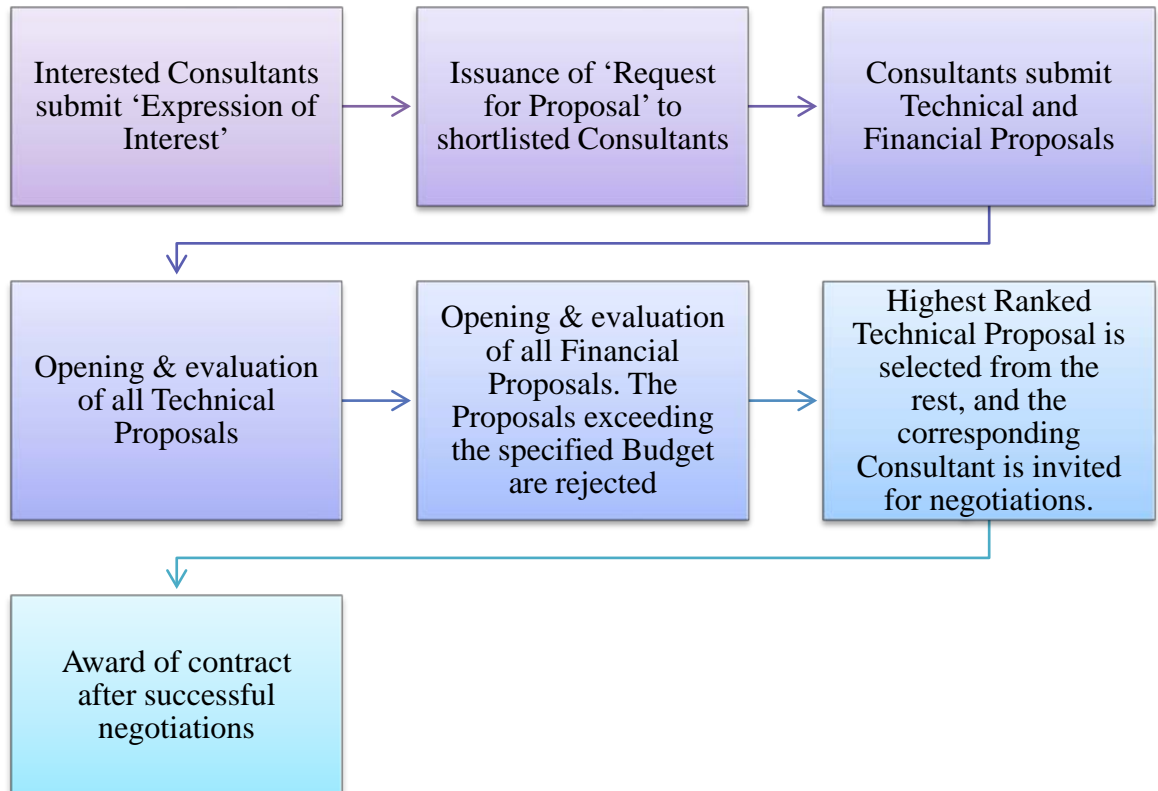 Interested Consultants
submit ‘Expression of
Interest’
Issuance of ‘Request
for Proposal’ to
shortlisted Consultants
Consultants submit
Technical and
Financial Proposals
Opening & evaluation
of all Technical
Proposals
Opening & evaluation
of all Financial
Proposals. The
Proposals exceeding
the specified Budget
are rejected
Highest Ranked
Technical Proposal is
selected from the
rest, and the
corresponding
Consultant is invited
for negotiations.
Award of contract
after successful
negotiations